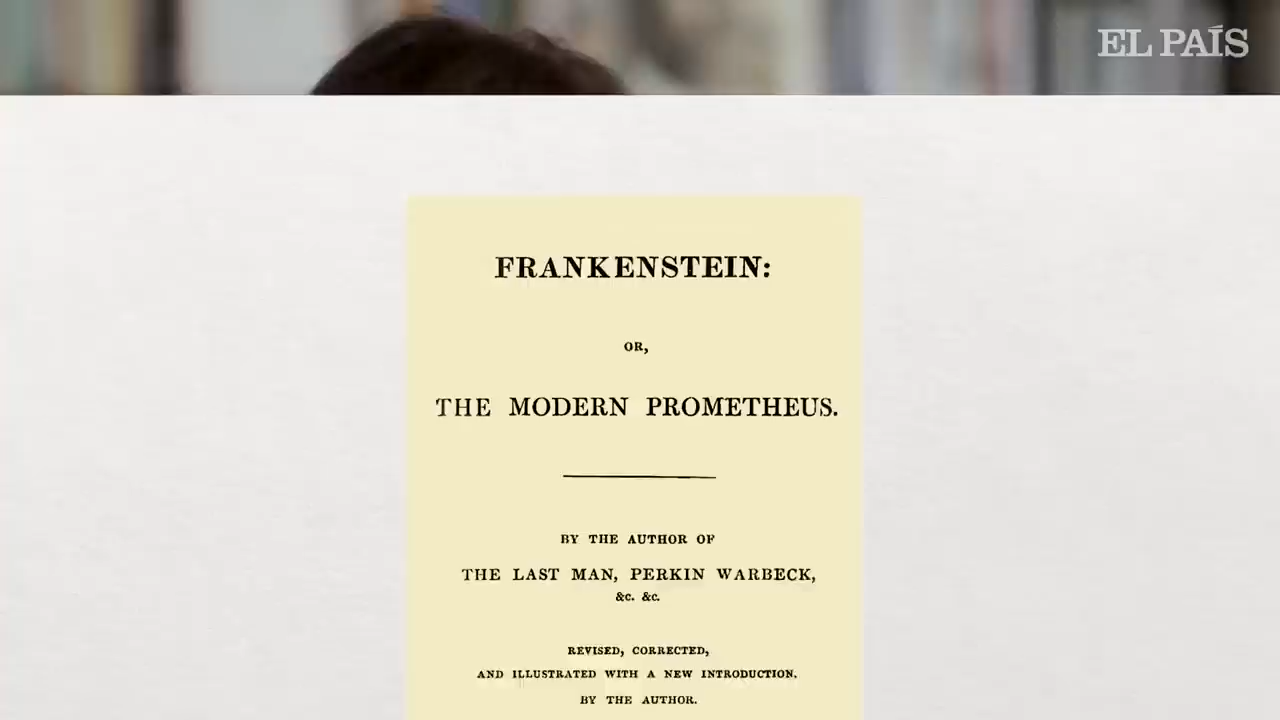 EL PAÍS
FRANKENSTEIN:
OR,
THE MODERN PROMETHEUS.
BY THE AUTHOR OF
THE LAST MAN, PERKIN WARBECK,
&c. &c.
REVISED, CORRECTED,
AND ILLUSTRATED WITH A NEW INTRODUCTION,
BY THE AUTHOR.